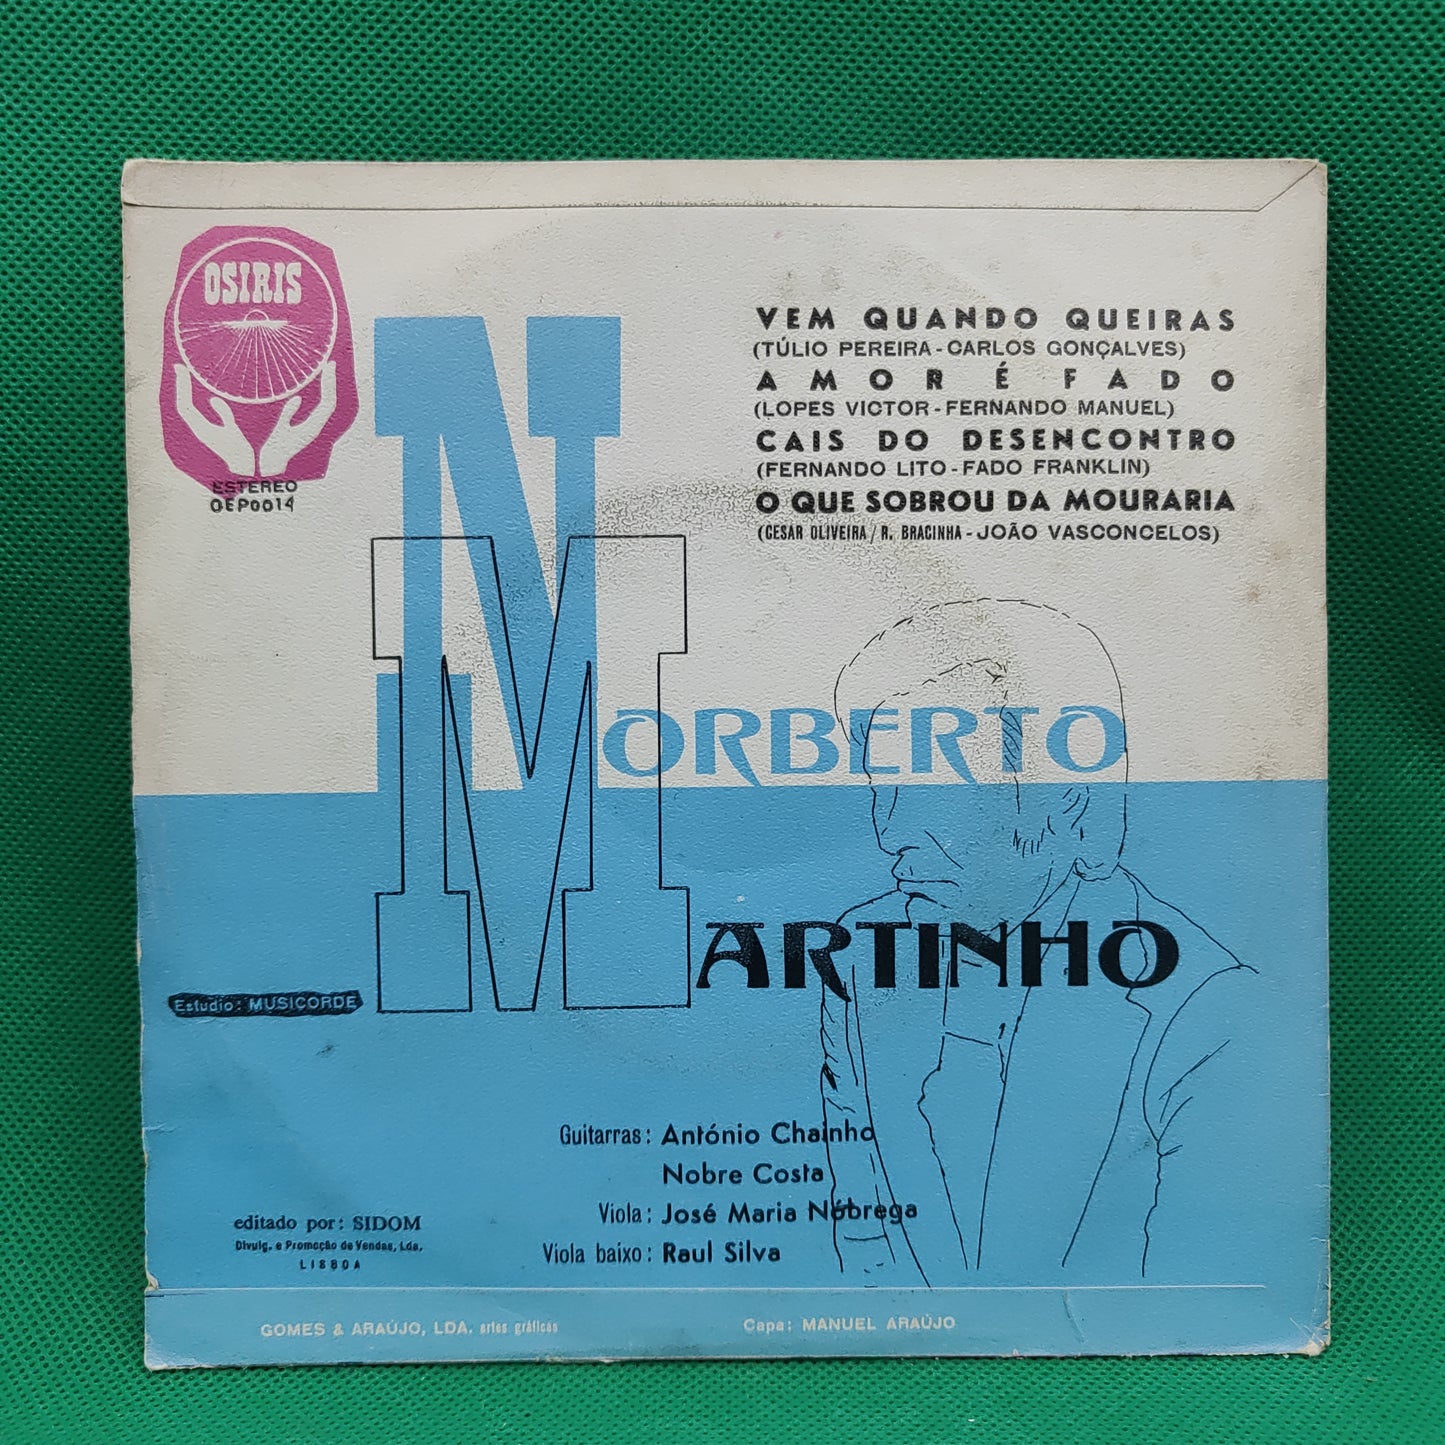 OSIRIS
ESTÉREO
OEP0014
VEM QUANDO QUEIRAS
(TÚLIO PEREIRA-CARLOS GONÇALVES)
AMOR É FADO
(LOPES VICTOR-FERNANDO MANUEL)
CAIS DO DESENCONTRO
(FERNANDO LITO-FADO FRANKLIN)
O QUE SOBROU DA MOURARIA
(CESAR OLIVEIRA / R. BRACINHA-JOÃO VASCONCELOS)
NORBERTO
MARTINHO
Estudio: MUSICORDE
Guitarras: António Chainho
Nobre Costa
Viola: José Maria Nóbrega
Viola baixo: Raul Silva
editado por: SIDOM
Divulg. e Promoção de Vendas, Lda.
LISBOA
GOMES & ARAÚJO, LDA. artes gráficas
Capa: MANUEL ARAÚJO